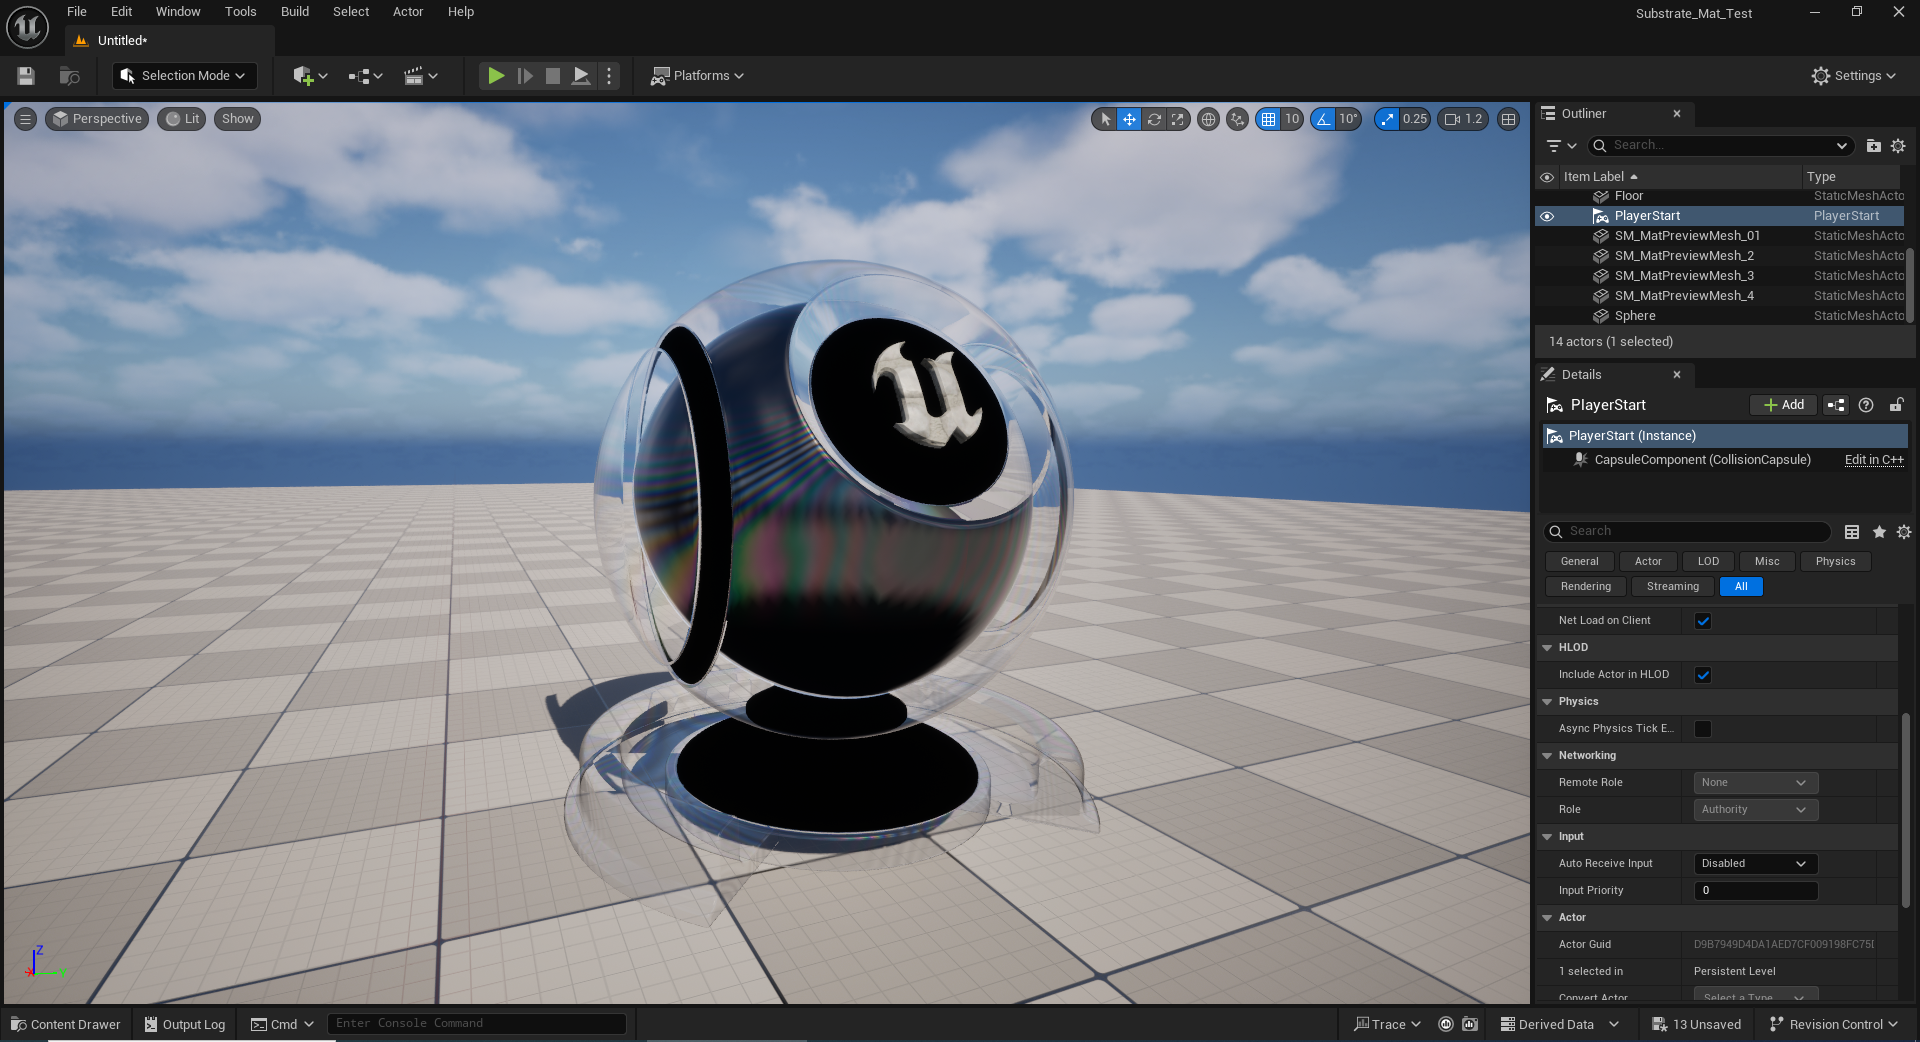 File Edit Window Tools Build Select Actor Help
Substrate_Mat_Test
Untitled*
Selection Mode
Platforms
Settings
Perspective Lit Show
10 10° 0.25 1.2
Outliner
Search...
Item Label Type
Floor StaticMeshActo
PlayerStart PlayerStart
SM_MatPreviewMesh_01 StaticMeshActo
SM_MatPreviewMesh_2 StaticMeshActo
SM_MatPreviewMesh_3 StaticMeshActo
SM_MatPreviewMesh_4 StaticMeshActo
Sphere StaticMeshActo
14 actors (1 selected)
Details
PlayerStart
Add
PlayerStart (Instance)
CapsuleComponent (CollisionCapsule) Edit in C++
Search
General Actor LOD Misc Physics
Rendering Streaming All
Net Load on Client
HLOD
Include Actor in HLOD
Physics
Async Physics Tick E...
Networking
Remote Role None
Role Authority
Input
Auto Receive Input Disabled
Input Priority 0
Actor
Actor Guid D9B7949D4DA1AED7CF009198FC75
1 selected in Persistent Level
Convert Actor Select a Type
Z
Y
Content Drawer
Output Log
Cmd
Enter Console Command
Trace
Derived Data
13 Unsaved
Revision Control